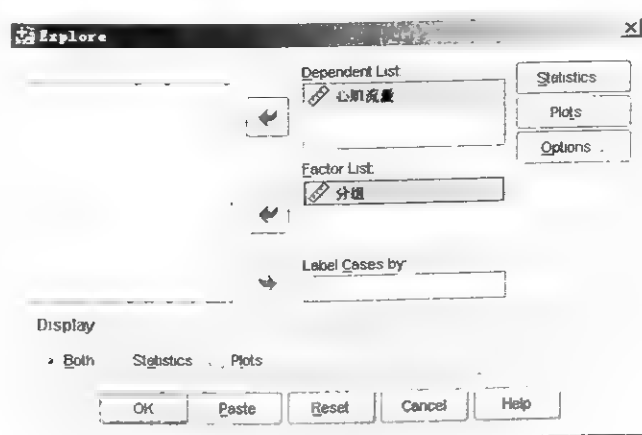 Explore
Dependent List
心肌流量
Statistics
Plots
Options .
Factor List:
分组
Label Cases by:
Display
Both Statistics Plots
OK Paste Reset Cancel Help